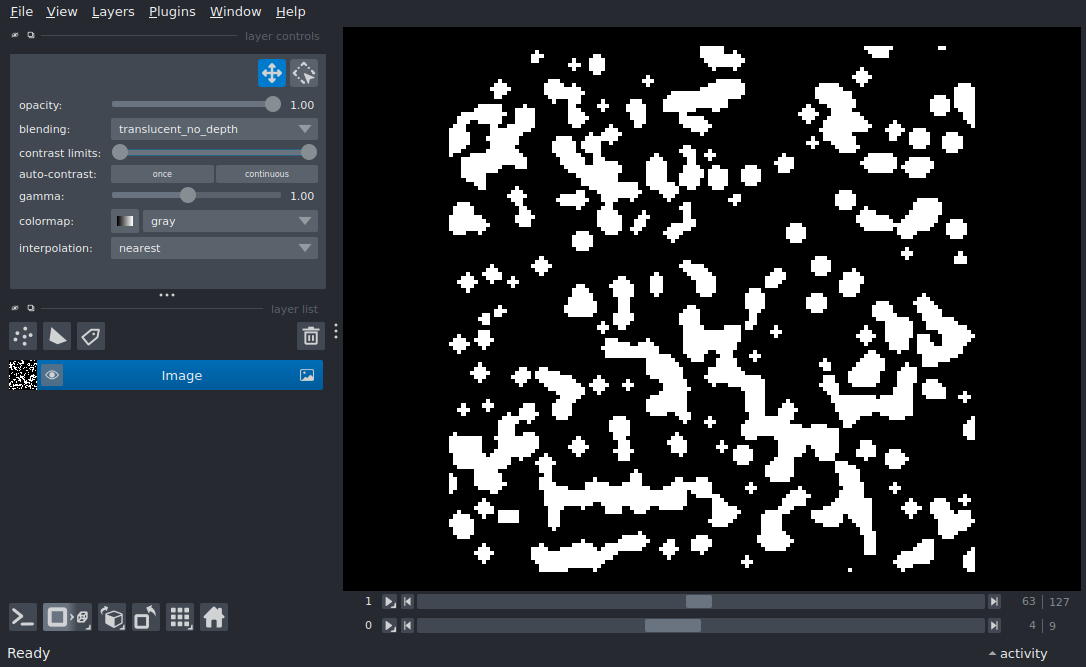 File View Layers Plugins Window Help
layer controls
opacity: 1.00
blending: translucent_no_depth
contrast limits:
auto-contrast: once continuous
gamma: 1.00
colormap: gray
interpolation: nearest
layer list
Image
1 63 127
0 4 9
Ready activity